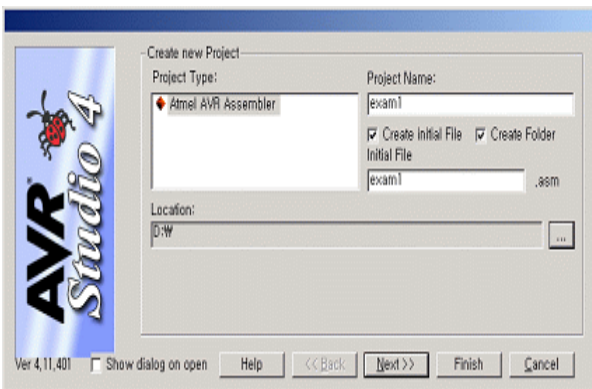 Create new Project
Project Type:
Project Name:
Atmel AVR Assembler
exam1
Create Initial File
Create Folder
Initial File
exam1
.asm
Location:
D:₩
...
AVR Studio 4
Ver 4,11,401
Show dialog on open
Help
<< Back
Next >>
Finish
Cancel